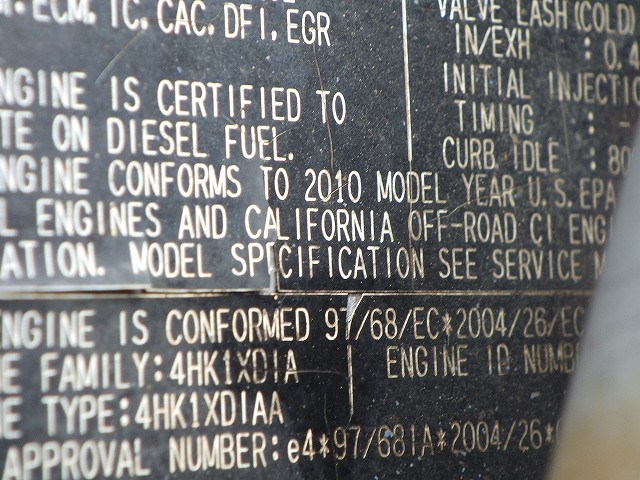 ECM, TC, CAC, DFI, EGR
VALVE LASH (COLD)
IN/EXH : 0.4
INITIAL INJECTIO
TIMING : -
CURB IDLE : 80
NGINE IS CERTIFIED TO
TE ON DIESEL FUEL.
NGINE CONFORMS TO 2010 MODEL YEAR U.S.EPA
L ENGINES AND CALIFORNIA OFF-ROAD CI ENGI
ATION. MODEL SPECIFICATION SEE SERVICE M
NGINE IS CONFORMED 97/68/EC*2004/26/EC
E FAMILY:4HK1XDIA ENGINE ID NUMB
E TYPE:4HK1XDIAA
APPROVAL NUMBER:e4*97/68IA*2004/26*